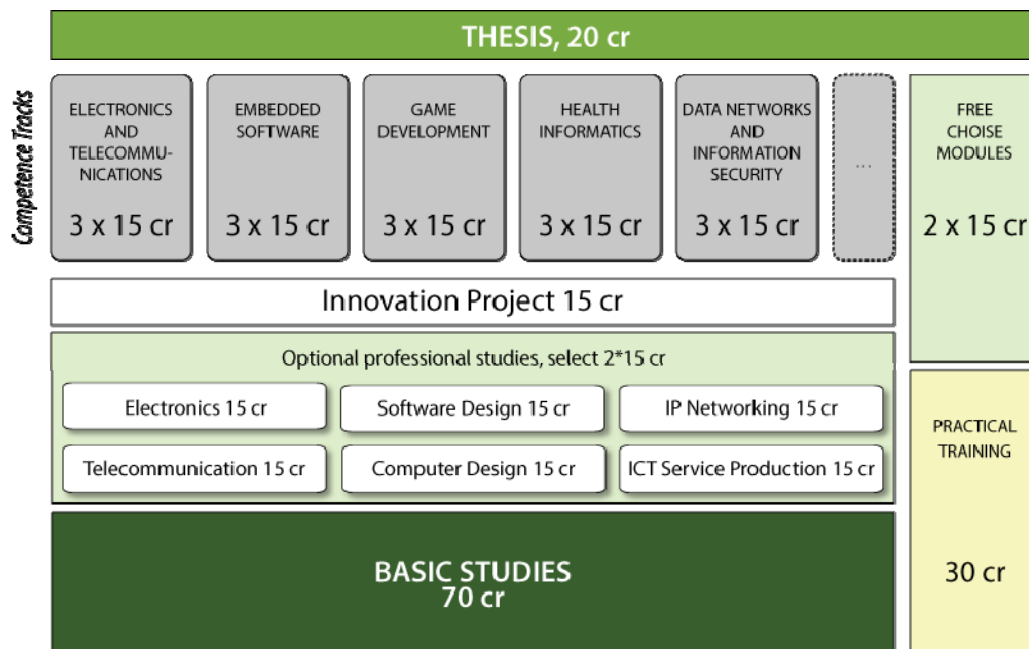 THESIS, 20 cr
Competence Tracks
ELECTRONICS
AND
TELECOMMU-
NICATIONS
3 x 15 cr
EMBEDDED
SOFTWARE
3 x 15 cr
GAME
DEVELOPMENT
3 x 15 cr
HEALTH
INFORMATICS
3 x 15 cr
DATA NETWORKS
AND
INFORMATION
SECURITY
3 x 15 cr
...
FREE
CHOISE
MODULES
2 x 15 cr
Innovation Project 15 cr
Optional professional studies, select 2*15 cr
Electronics 15 cr
Software Design 15 cr
IP Networking 15 cr
Telecommunication 15 cr
Computer Design 15 cr
ICT Service Production 15 cr
PRACTICAL
TRAINING
30 cr
BASIC STUDIES
70 cr